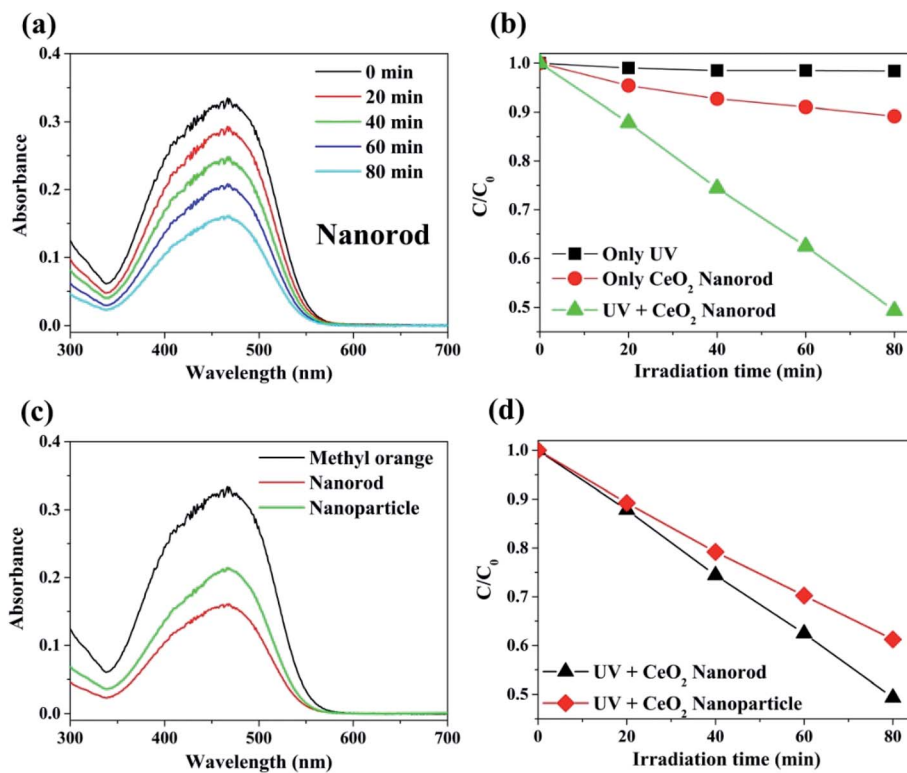 (a)
0.4
0.3
0.2
0.1
0.0
Absorbance
0 min
20 min
40 min
60 min
80 min
Nanorod
300 400 500 600 700
Wavelength (nm)
(b)
1.0
0.9
0.8
0.7
0.6
0.5
C/C₀
Only UV
Only CeO₂ Nanorod
UV + CeO₂ Nanorod
0 20 40 60 80
Irradiation time (min)
(c)
0.4
0.3
0.2
0.1
0.0
Absorbance
Methyl orange
Nanorod
Nanoparticle
300 400 500 600 700
Wavelength (nm)
(d)
1.0
0.9
0.8
0.7
0.6
0.5
C/C₀
UV + CeO₂ Nanorod
UV + CeO₂ Nanoparticle
0 20 40 60 80
Irradiation time (min)